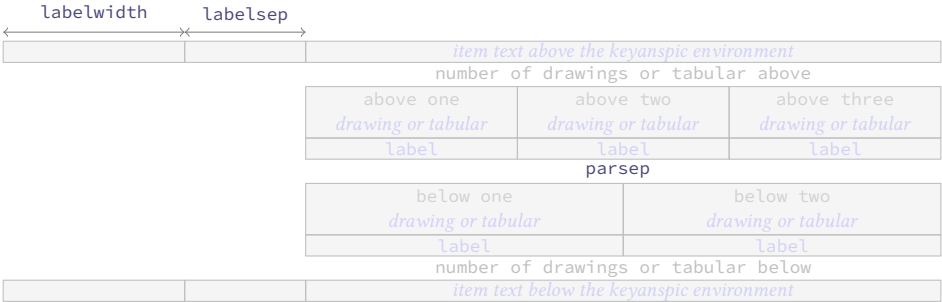 labelwidth labelsep
item text above the keyanspic environment
number of drawings or tabular above
above one above two above three
drawing or tabular drawing or tabular drawing or tabular
label label label
parsep
below one below two
drawing or tabular drawing or tabular
label label
number of drawings or tabular below
item text below the keyanspic environment